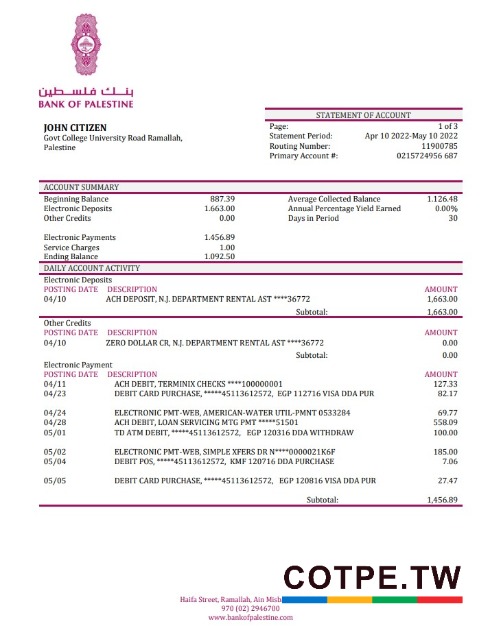 بنك فلسطين
BANK OF PALESTINE
JOHN CITIZEN
Govt College University Road Ramallah,
Palestine
STATEMENT OF ACCOUNT
Page: 1 of 3
Statement Period: Apr 10 2022-May 10 2022
Routing Number: 11900785
Primary Account #: 0215724956 687
ACCOUNT SUMMARY
Beginning Balance 887.39 Average Collected Balance 1.126.48
Electronic Deposits 1.663.00 Annual Percentage Yield Earned 0.00%
Other Credits 0.00 Days in Period 30
Electronic Payments 1.456.89
Service Charges 1.00
Ending Balance 1.092.50
DAILY ACCOUNT ACTIVITY
Electronic Deposits
POSTING DATE DESCRIPTION AMOUNT
04/10 ACH DEPOSIT, N.J. DEPARTMENT RENTAL AST ****36772 1,663.00
Subtotal: 1,663.00
Other Credits
POSTING DATE DESCRIPTION AMOUNT
04/10 ZERO DOLLAR CR, N.J. DEPARTMENT RENTAL AST ****36772 0.00
Subtotal: 0.00
Electronic Payment
POSTING DATE DESCRIPTION AMOUNT
04/11 ACH DEBIT, TERMINIX CHECKS ****100000001 127.33
04/23 DEBIT CARD PURCHASE, *****45113612572, EGP 112716 VISA DDA PUR 82.17
04/24 ELECTRONIC PMT-WEB, AMERICAN-WATER UTIL-PMNT 0533284 69.77
04/28 ACH DEBIT, LOAN SERVICING MTG PMT *****51501 558.09
05/01 TD ATM DEBIT, *****45113612572, EGP 120316 DDA WITHDRAW 100.00
05/02 ELECTRONIC PMT-WEB, SIMPLE XFERS DR N****0000021K6F 185.00
05/04 DEBIT POS, *****45113612572, KMF 120716 DDA PURCHASE 7.06
05/05 DEBIT CARD PURCHASE, *****45113612572, EGP 120816 VISA DDA PUR 27.47
Subtotal: 1,456.89
COTPE.TW
Haifa Street, Ramallah, Ain Misb
970 (02) 2946700
www.bankofpalestine.com